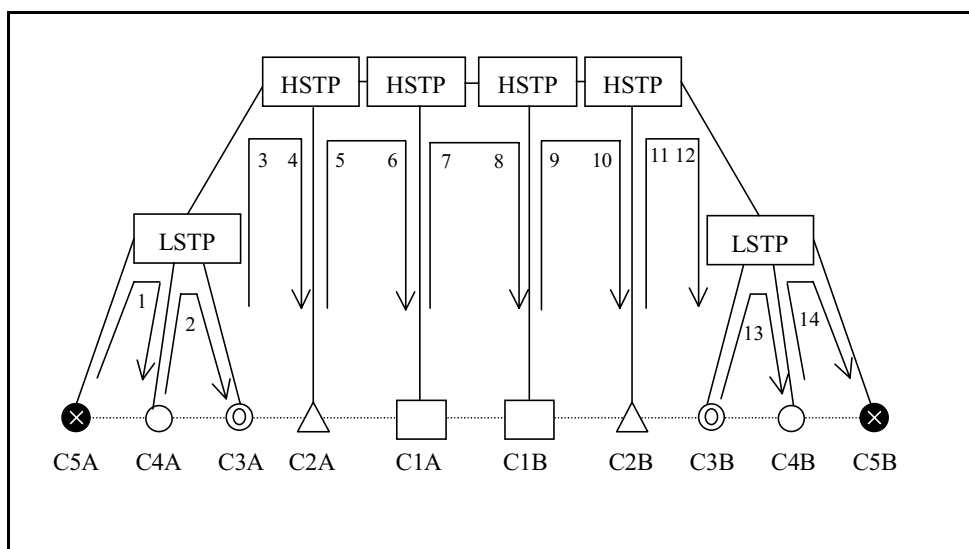 HSTP HSTP HSTP HSTP
3 4 5 6 7 8 9 10 11 12
LSTP LSTP
1 2 13 14
C5A C4A C3A C2A C1A C1B C2B C3B C4B C5B